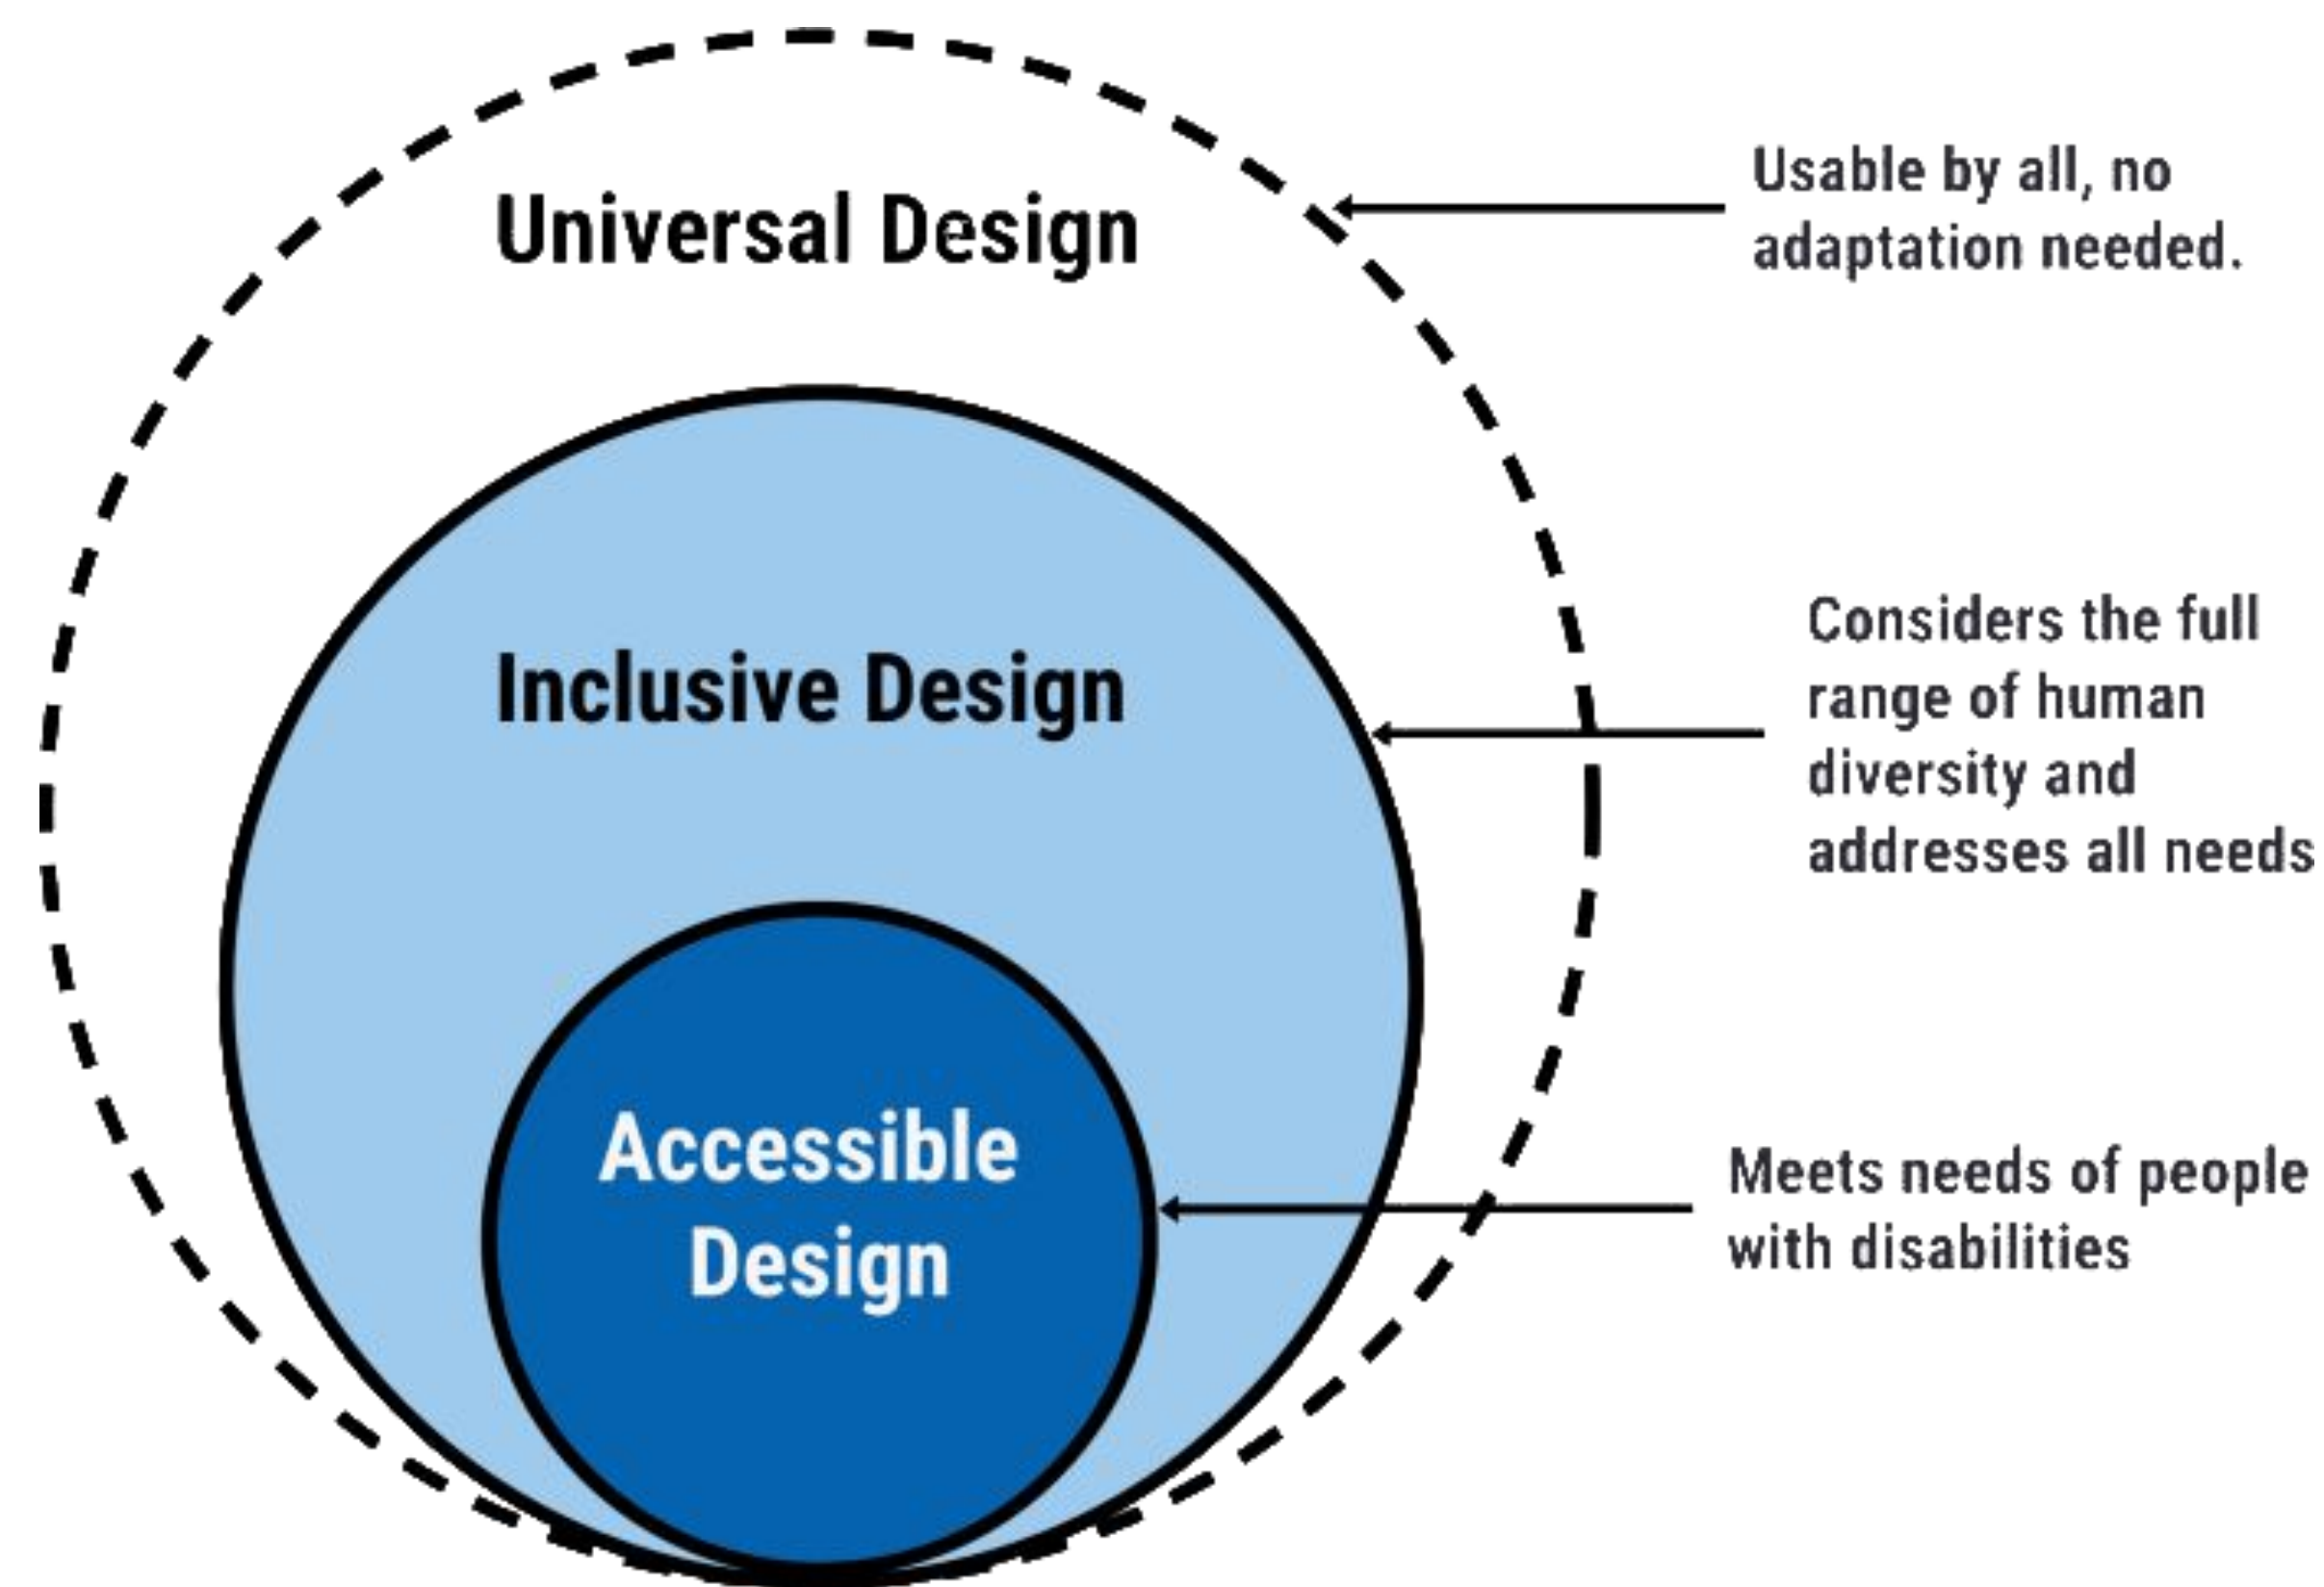 Universal Design
Usable by all, no
adaptation needed.
Inclusive Design
Considers the full
range of human
diversity and
addresses all needs
Accessible
Design
Meets needs of people
with disabilities